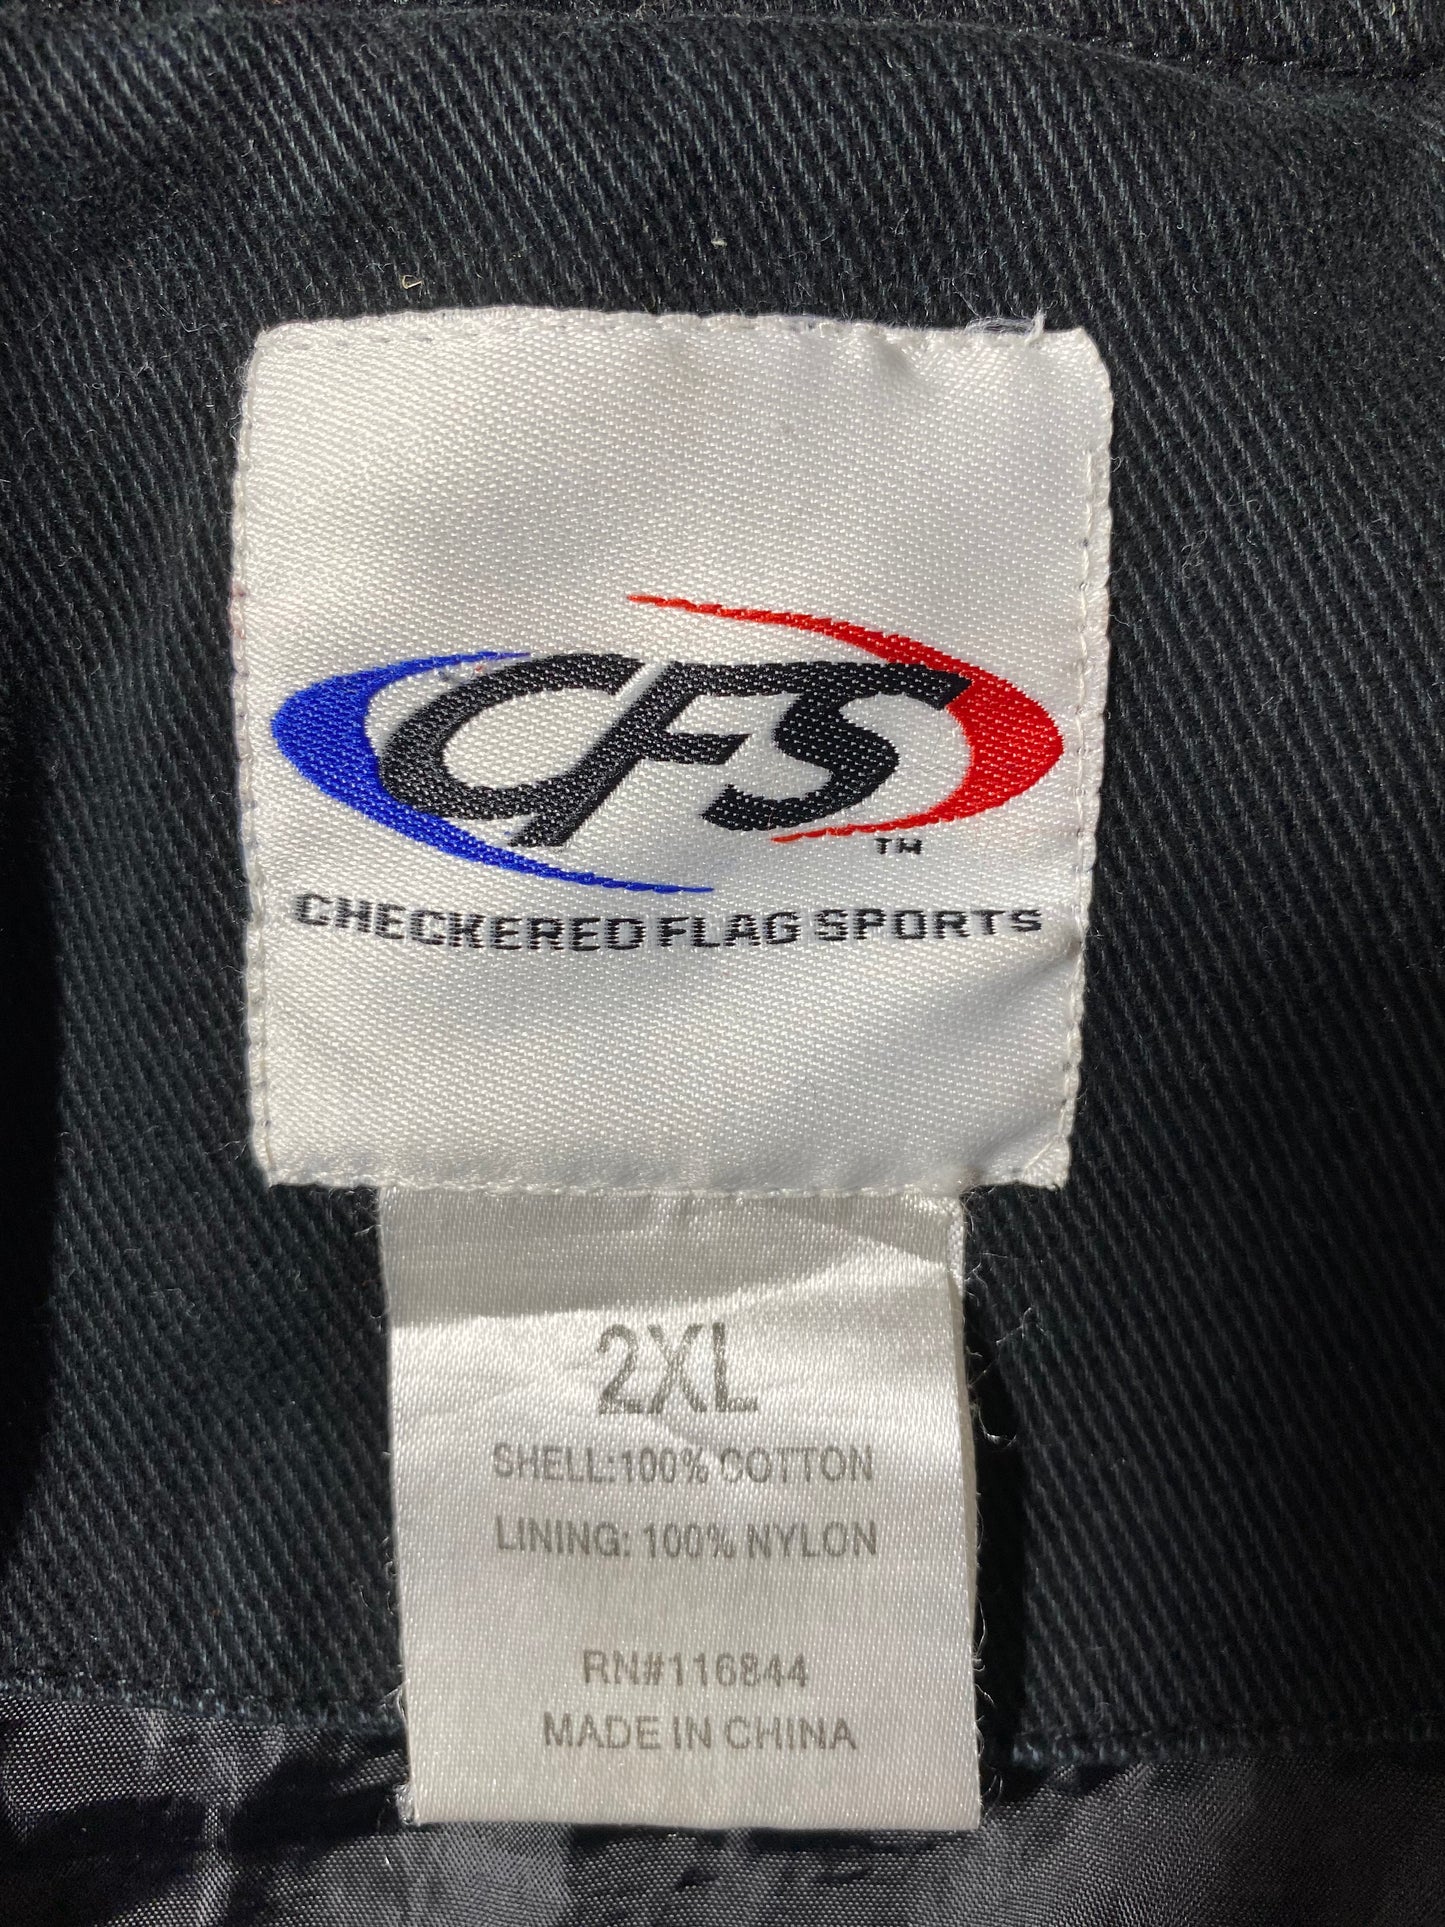 CFS
TM
CHECKERED FLAG SPORTS
2XL
SHELL:100% COTTON
LINING: 100% NYLON
RN#116844
MADE IN CHINA